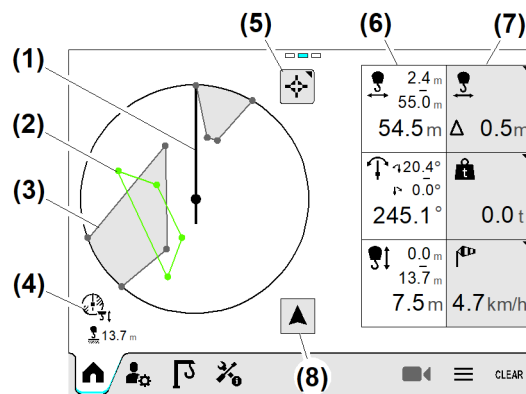 (5)
(6)
(7)
(1)
2.4 m
–
55.0 m
54.5 m
Δ 0.5 m
(2)
20.4°
–
0.0°
245.1°
0.0 t
(3)
0.0 m
–
13.7 m
7.5 m
4.7 km/h
(4)
13.7 m
(8)
CLEAR